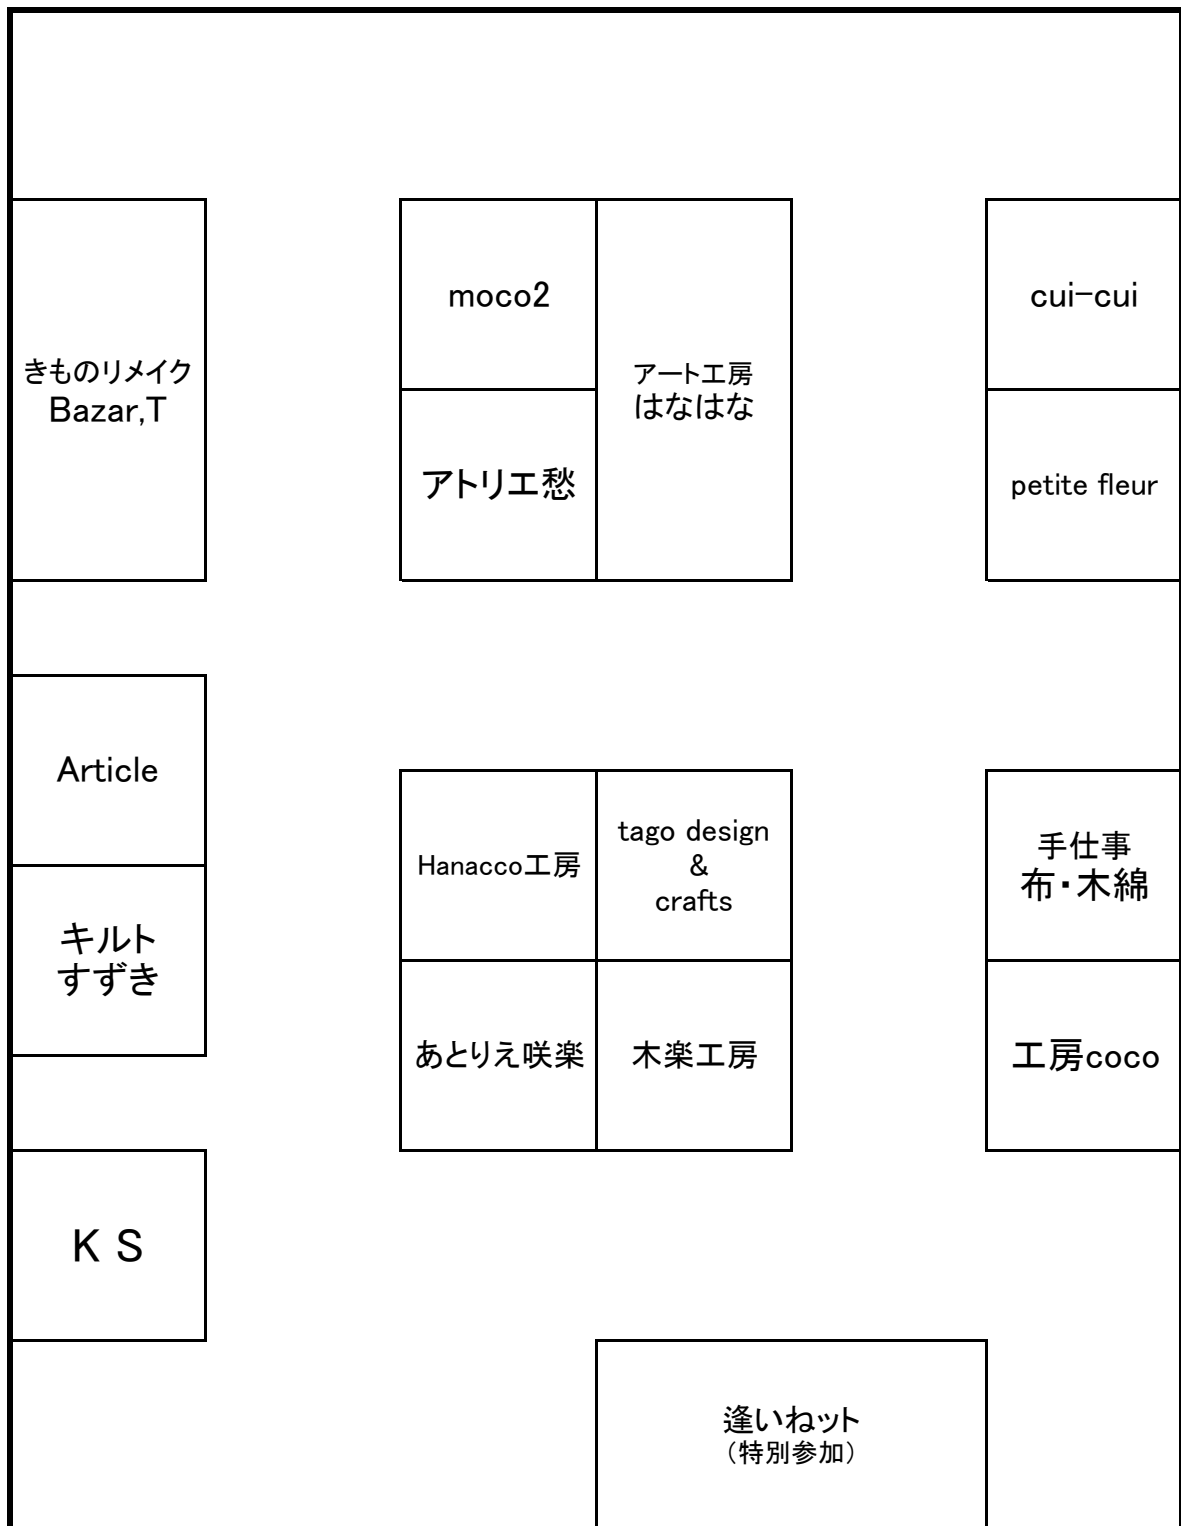 moco2
cui-cui
きものリメイク
Bazar,T
アート工房
はなはな
アトリエ愁
petite fleur
Article
Hanacco工房
tago design
&
crafts
手仕事
布・木綿
キルト
すずき
あとりえ咲楽
木楽工房
工房coco
K S
逢いねット
（特別参加）